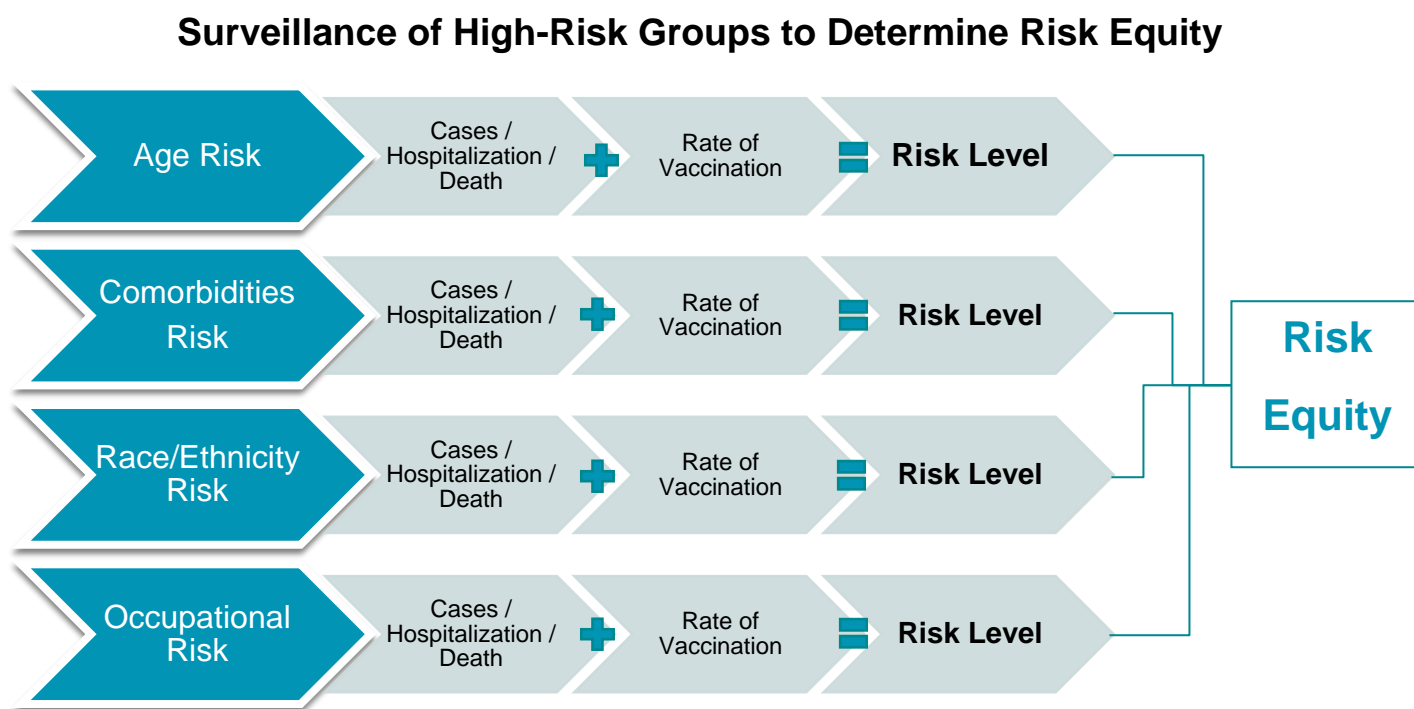 Surveillance of High-Risk Groups to Determine Risk Equity
Age Risk
Cases /
Hospitalization /
Death
Rate of
Vaccination
Risk Level
Comorbidities
Risk
Cases /
Hospitalization /
Death
Rate of
Vaccination
Risk Level
Race/Ethnicity
Risk
Cases /
Hospitalization /
Death
Rate of
Vaccination
Risk Level
Occupational
Risk
Cases /
Hospitalization /
Death
Rate of
Vaccination
Risk Level
Risk
Equity